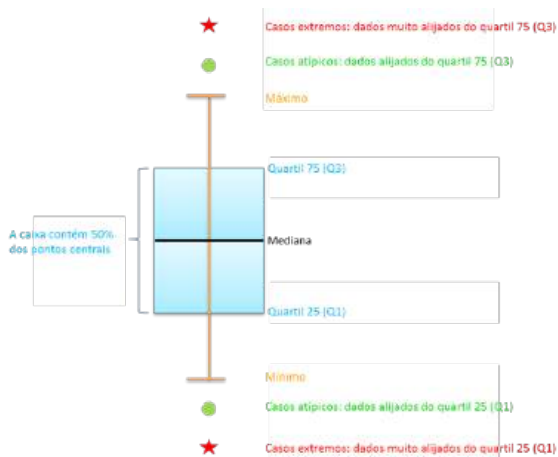 Casos extremos: dados muito alijados do quartil 75 (Q3)
Casos atípicos: dados alijados do quartil 75 (Q3)
Máximo
Quartil 75 (Q3)
A caixa contém 50%
dos pontos centrais
Mediana
Quartil 25 (Q1)
Mínimo
Casos atípicos: dados alijados do quartil 25 (Q1)
Casos extremos: dados muito alijados do quartil 25 (Q1)